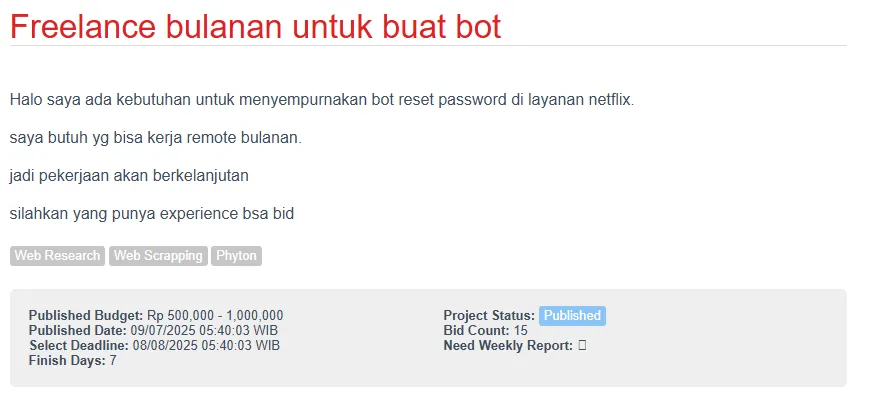 Freelance bulanan untuk buat bot
Halo saya ada kebutuhan untuk menyempurnakan bot reset password di layanan netflix.
saya butuh yg bisa kerja remote bulanan.
jadi pekerjaan akan berkelanjutan
silahkan yang punya experience bsa bid
Web Research Web Scrapping Phyton
Published Budget: Rp 500,000 - 1,000,000
Published Date: 09/07/2025 05:40:03 WIB
Select Deadline: 08/08/2025 05:40:03 WIB
Finish Days: 7
Project Status: Published
Bid Count: 15
Need Weekly Report: